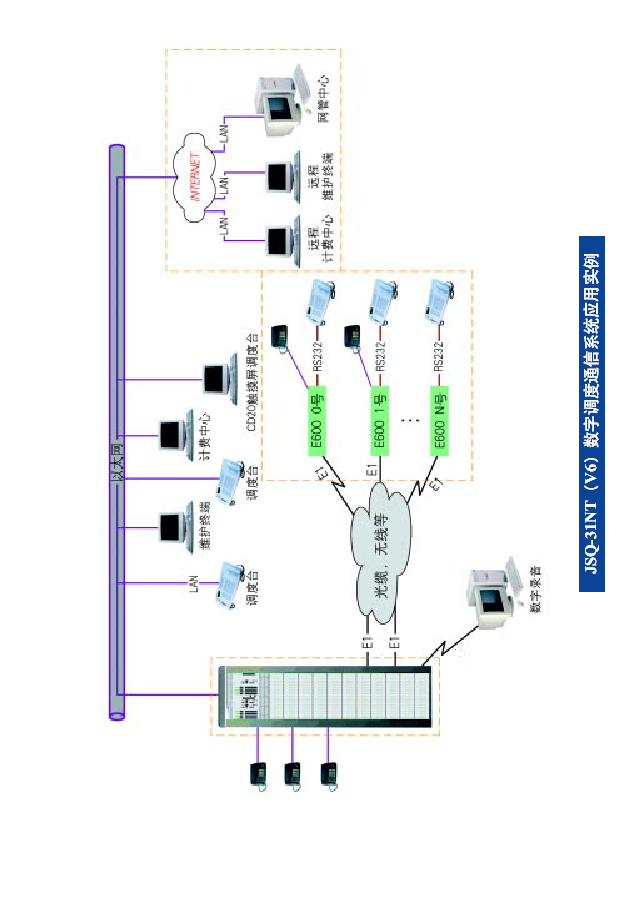 以太网
INTERNET
LAN
LAN
LAN
网管中心
远程
维护终端
远程
计费中心
LAN
调度台
维护终端
调度台
计费中心
CD20触摸屏调度台
E1
E1
光缆，无线等
E1
E1
E1
E600 0号
RS232
E600 1号
RS232
…
E600 N号
RS232
数字录音
JSQ-31NT（V6）数字调度通信系统应用实例